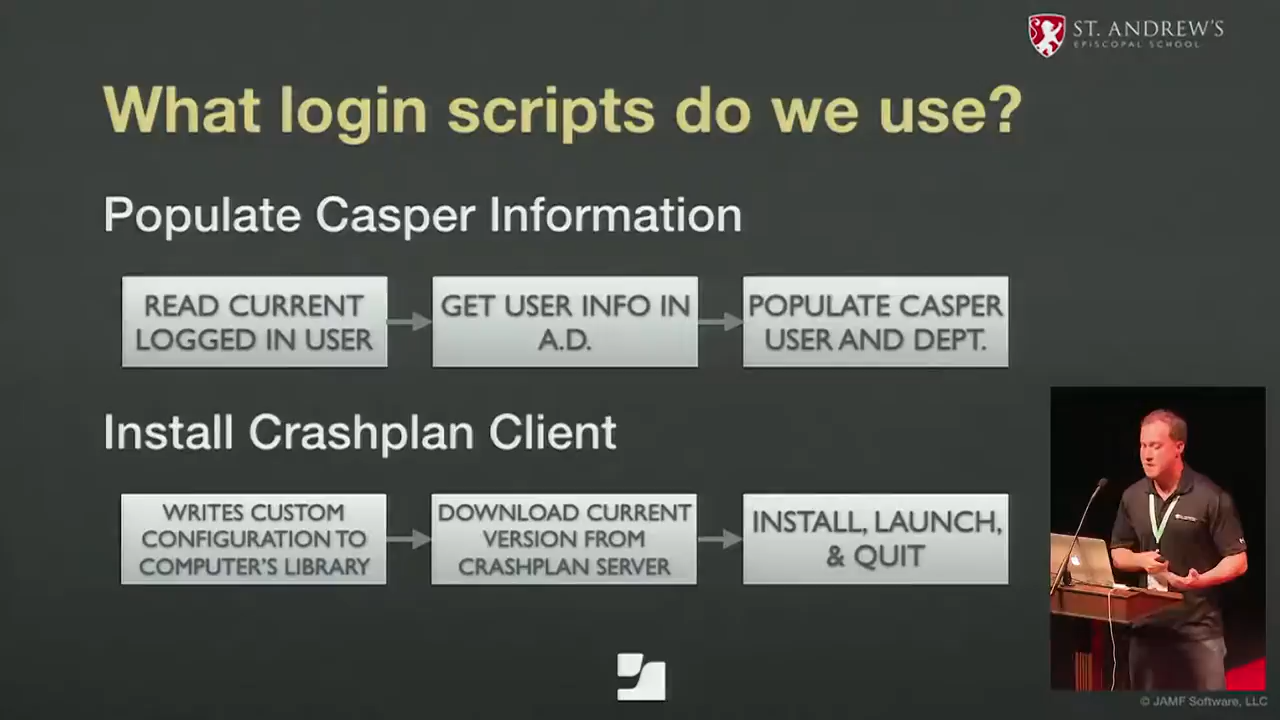 ST. ANDREW'S
EPISCOPAL SCHOOL
What login scripts do we use?
Populate Casper Information
READ CURRENT
LOGGED IN USER
GET USER INFO IN
A.D.
POPULATE CASPER
USER AND DEPT.
Install Crashplan Client
WRITES CUSTOM
CONFIGURATION TO
COMPUTER'S LIBRARY
DOWNLOAD CURRENT
VERSION FROM
CRASHPLAN SERVER
INSTALL, LAUNCH,
& QUIT
© JAMF Software, LLC